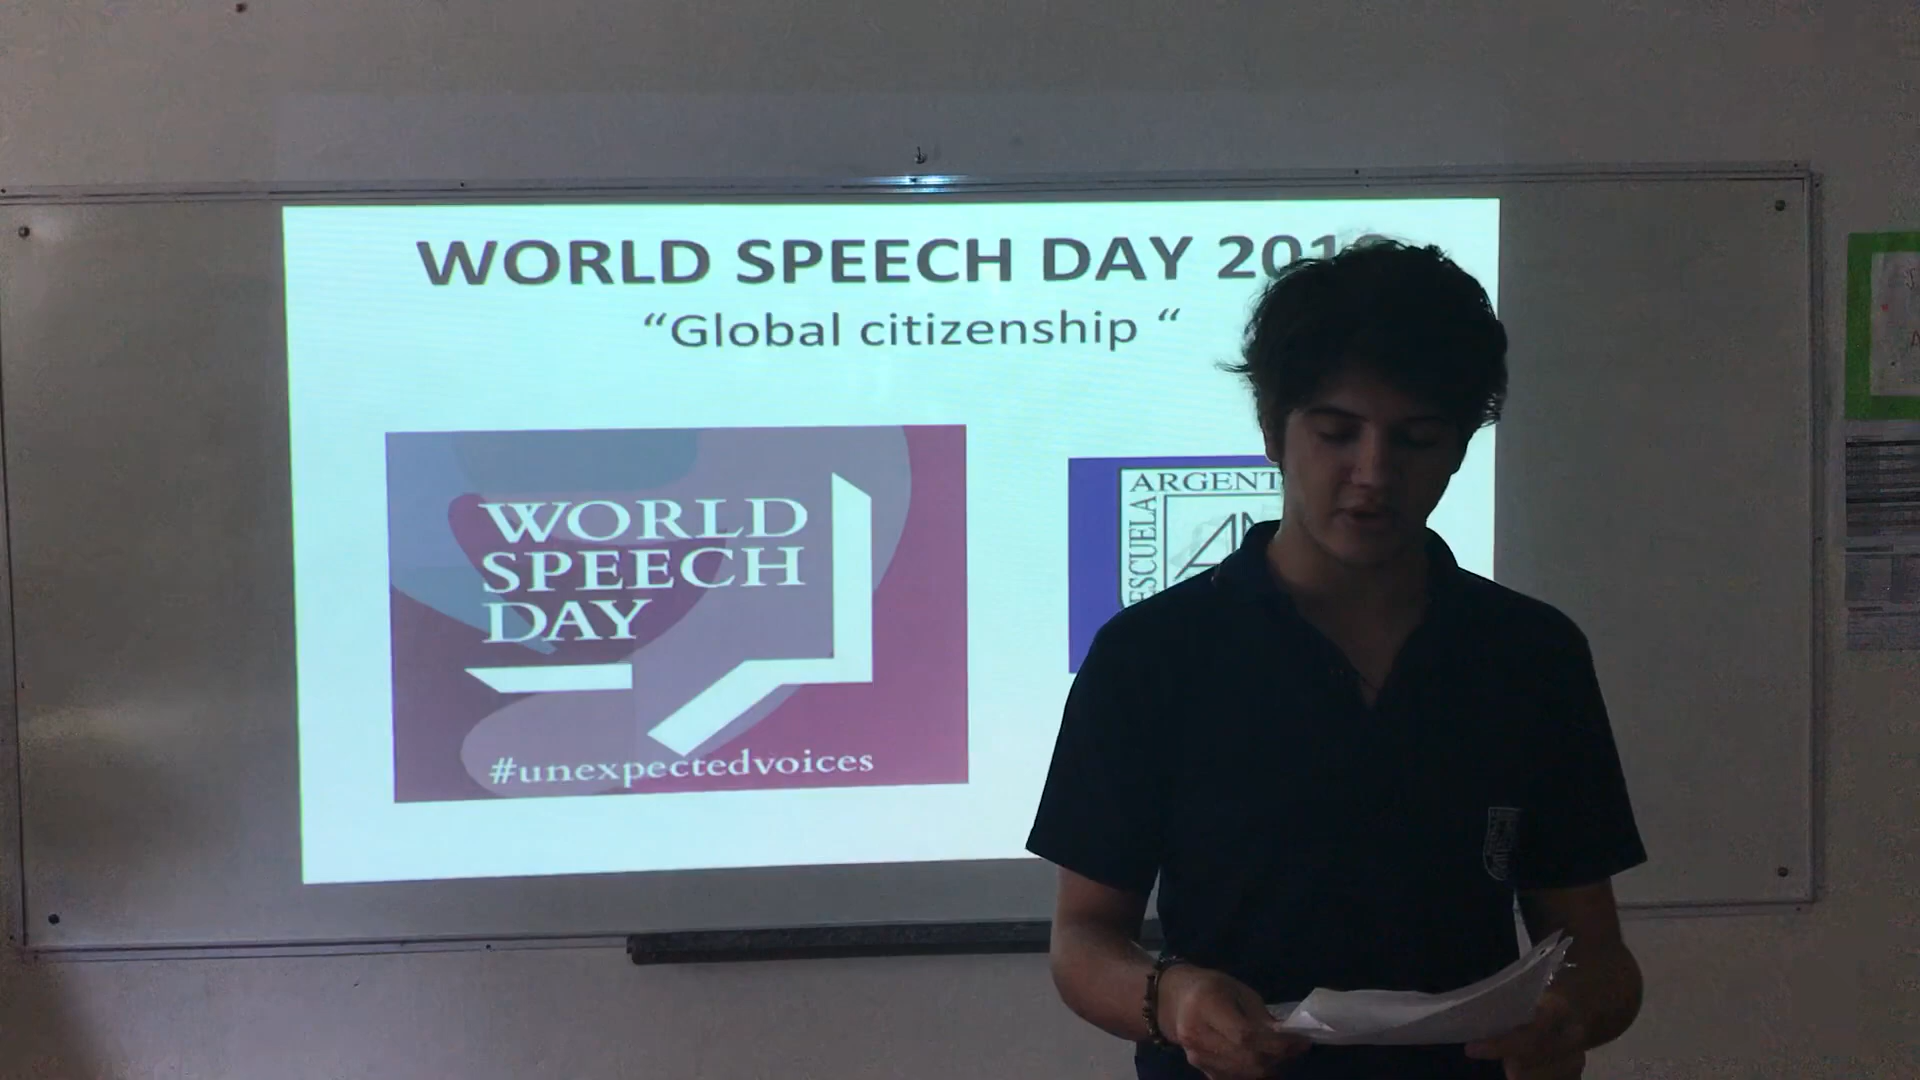 WORLD SPEECH DAY 201
“Global citizenship “
WORLD
SPEECH
DAY
#unexpectedvoices
ARGENT
ESCUELA